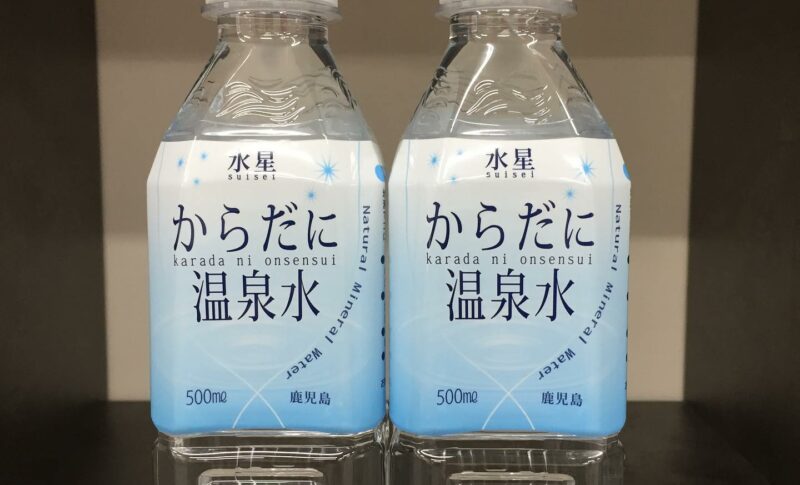 水星
suisei
からだに
karada ni onsensui
温泉水
Natural Mineral Water
500mℓ
鹿児島
水星
suisei
からだに
karada ni onsensui
温泉水
Natural Mineral Water
500mℓ
鹿児島